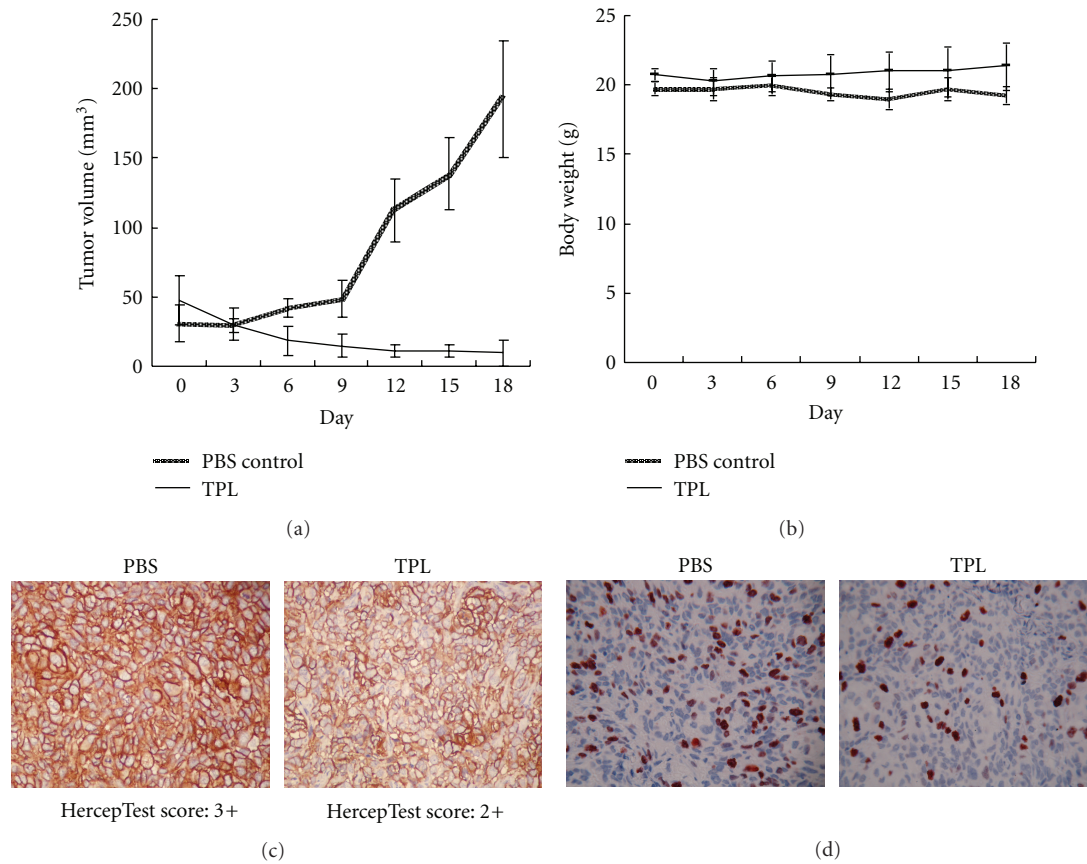 250
200
150
100
50
0
Tumor volume (mm³)
0 3 6 9 12 15 18
Day
PBS control
TPL
(a)
25
20
15
10
5
0
Body weight (g)
0 3 6 9 12 15 18
Day
PBS control
TPL
(b)
PBS
TPL
HercepTest score: 3+
HercepTest score: 2+
(c)
PBS
TPL
(d)